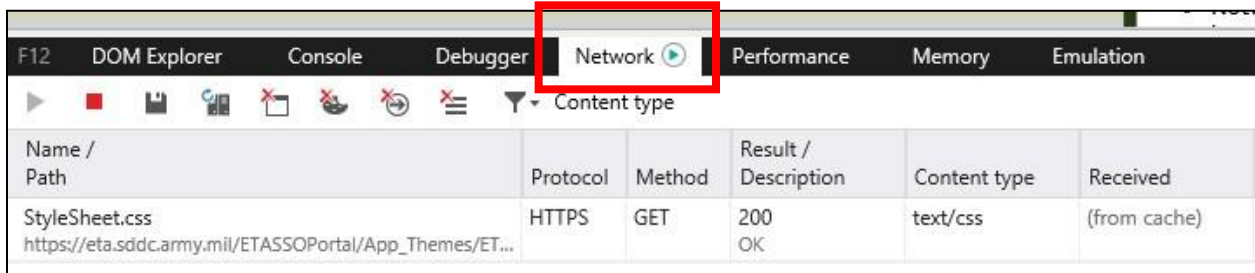 F12 DOM Explorer Console Debugger Network Performance Memory Emulation
Content type
Name / Path Protocol Method Result / Description Content type Received
StyleSheet.css HTTPS GET 200 text/css (from cache)
https://eta.sddc.army.mil/ETASSOPortal/App_Themes/ET... OK